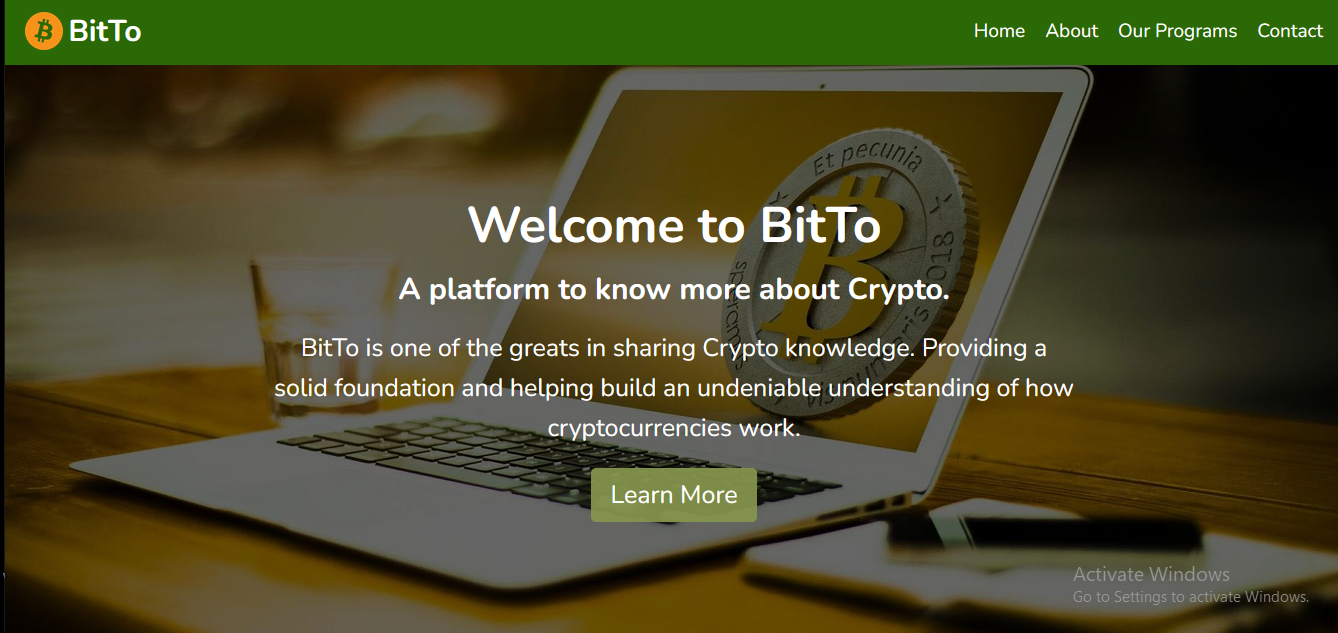 BitTo
Home About Our Programs Contact
Et pecunia
Welcome to BitTo
2018
A platform to know more about Crypto.
BitTo is one of the greats in sharing Crypto knowledge. Providing a
solid foundation and helping build an undeniable understanding of how
cryptocurrencies work.
Learn More
Activate Windows
Go to Settings to activate Windows.